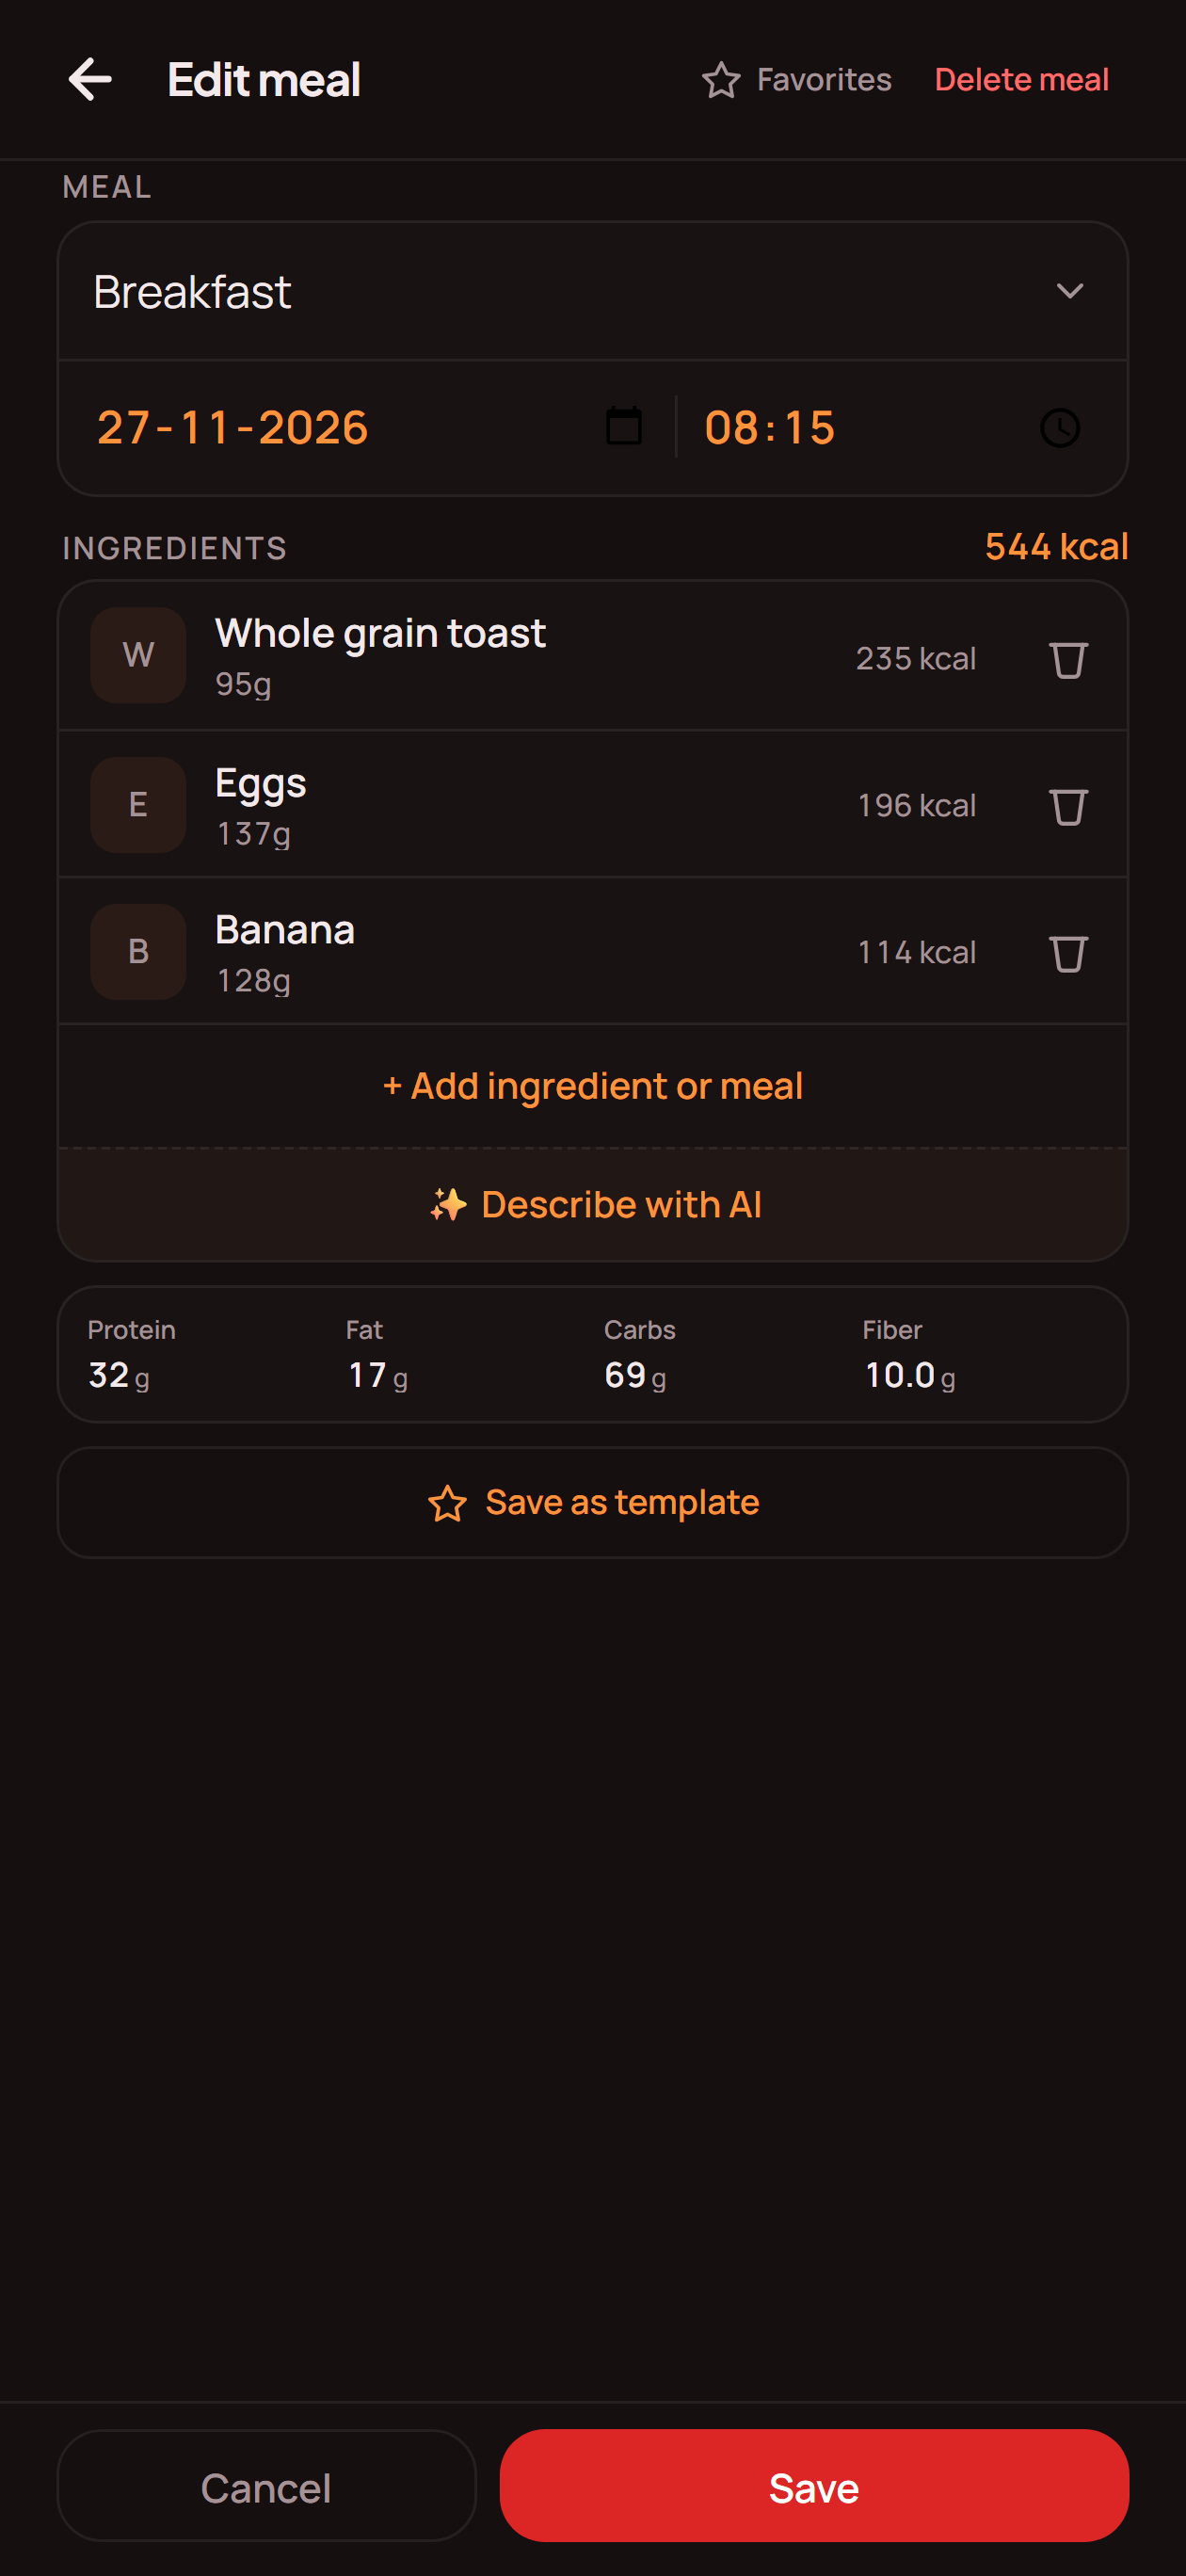 Edit meal
Favorites
Delete meal
MEAL
Breakfast
27-11-2026
08:15
INGREDIENTS
544 kcal
W
Whole grain toast
95g
235 kcal
E
Eggs
137g
196 kcal
B
Banana
128g
114 kcal
+ Add ingredient or meal
✨ Describe with AI
Protein
32 g
Fat
17 g
Carbs
69 g
Fiber
10.0 g
Save as template
Cancel
Save